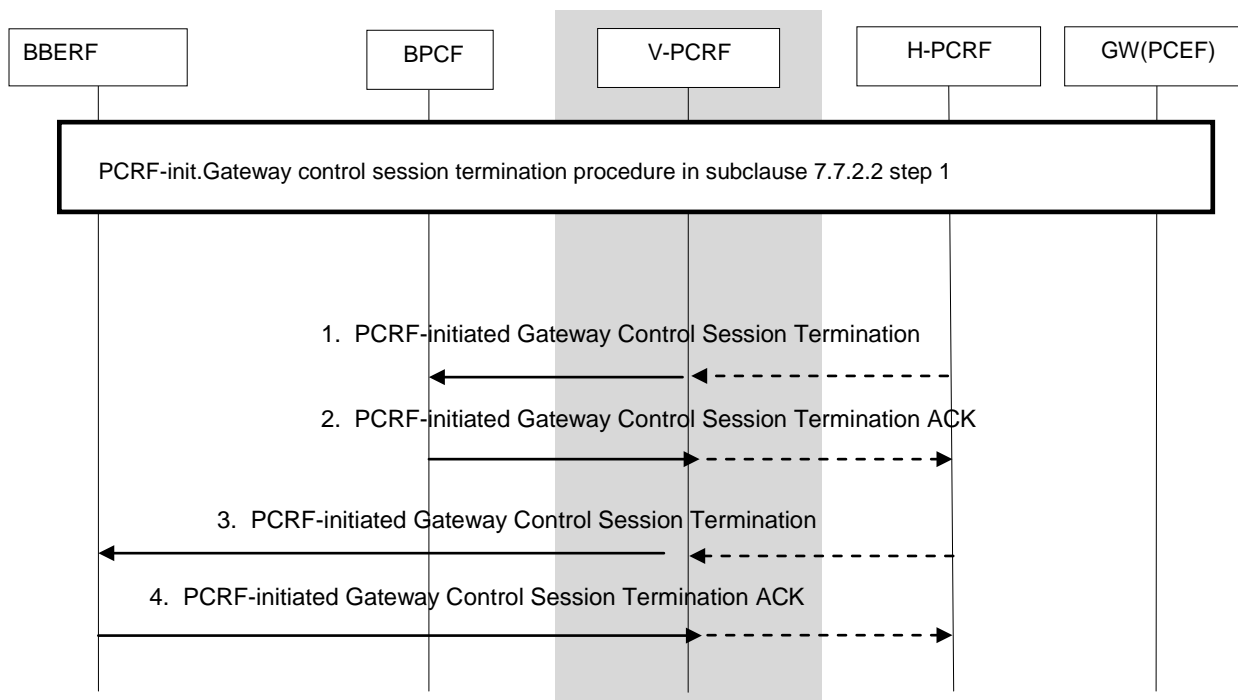 BBERF
BPCF
V-PCRF
H-PCRF
GW(PCEF)
PCRF-init.Gateway control session termination procedure in subclause 7.7.2.2 step 1
1. PCRF-initiated Gateway Control Session Termination
2. PCRF-initiated Gateway Control Session Termination ACK
3. PCRF-initiated Gateway Control Session Termination
4. PCRF-initiated Gateway Control Session Termination ACK